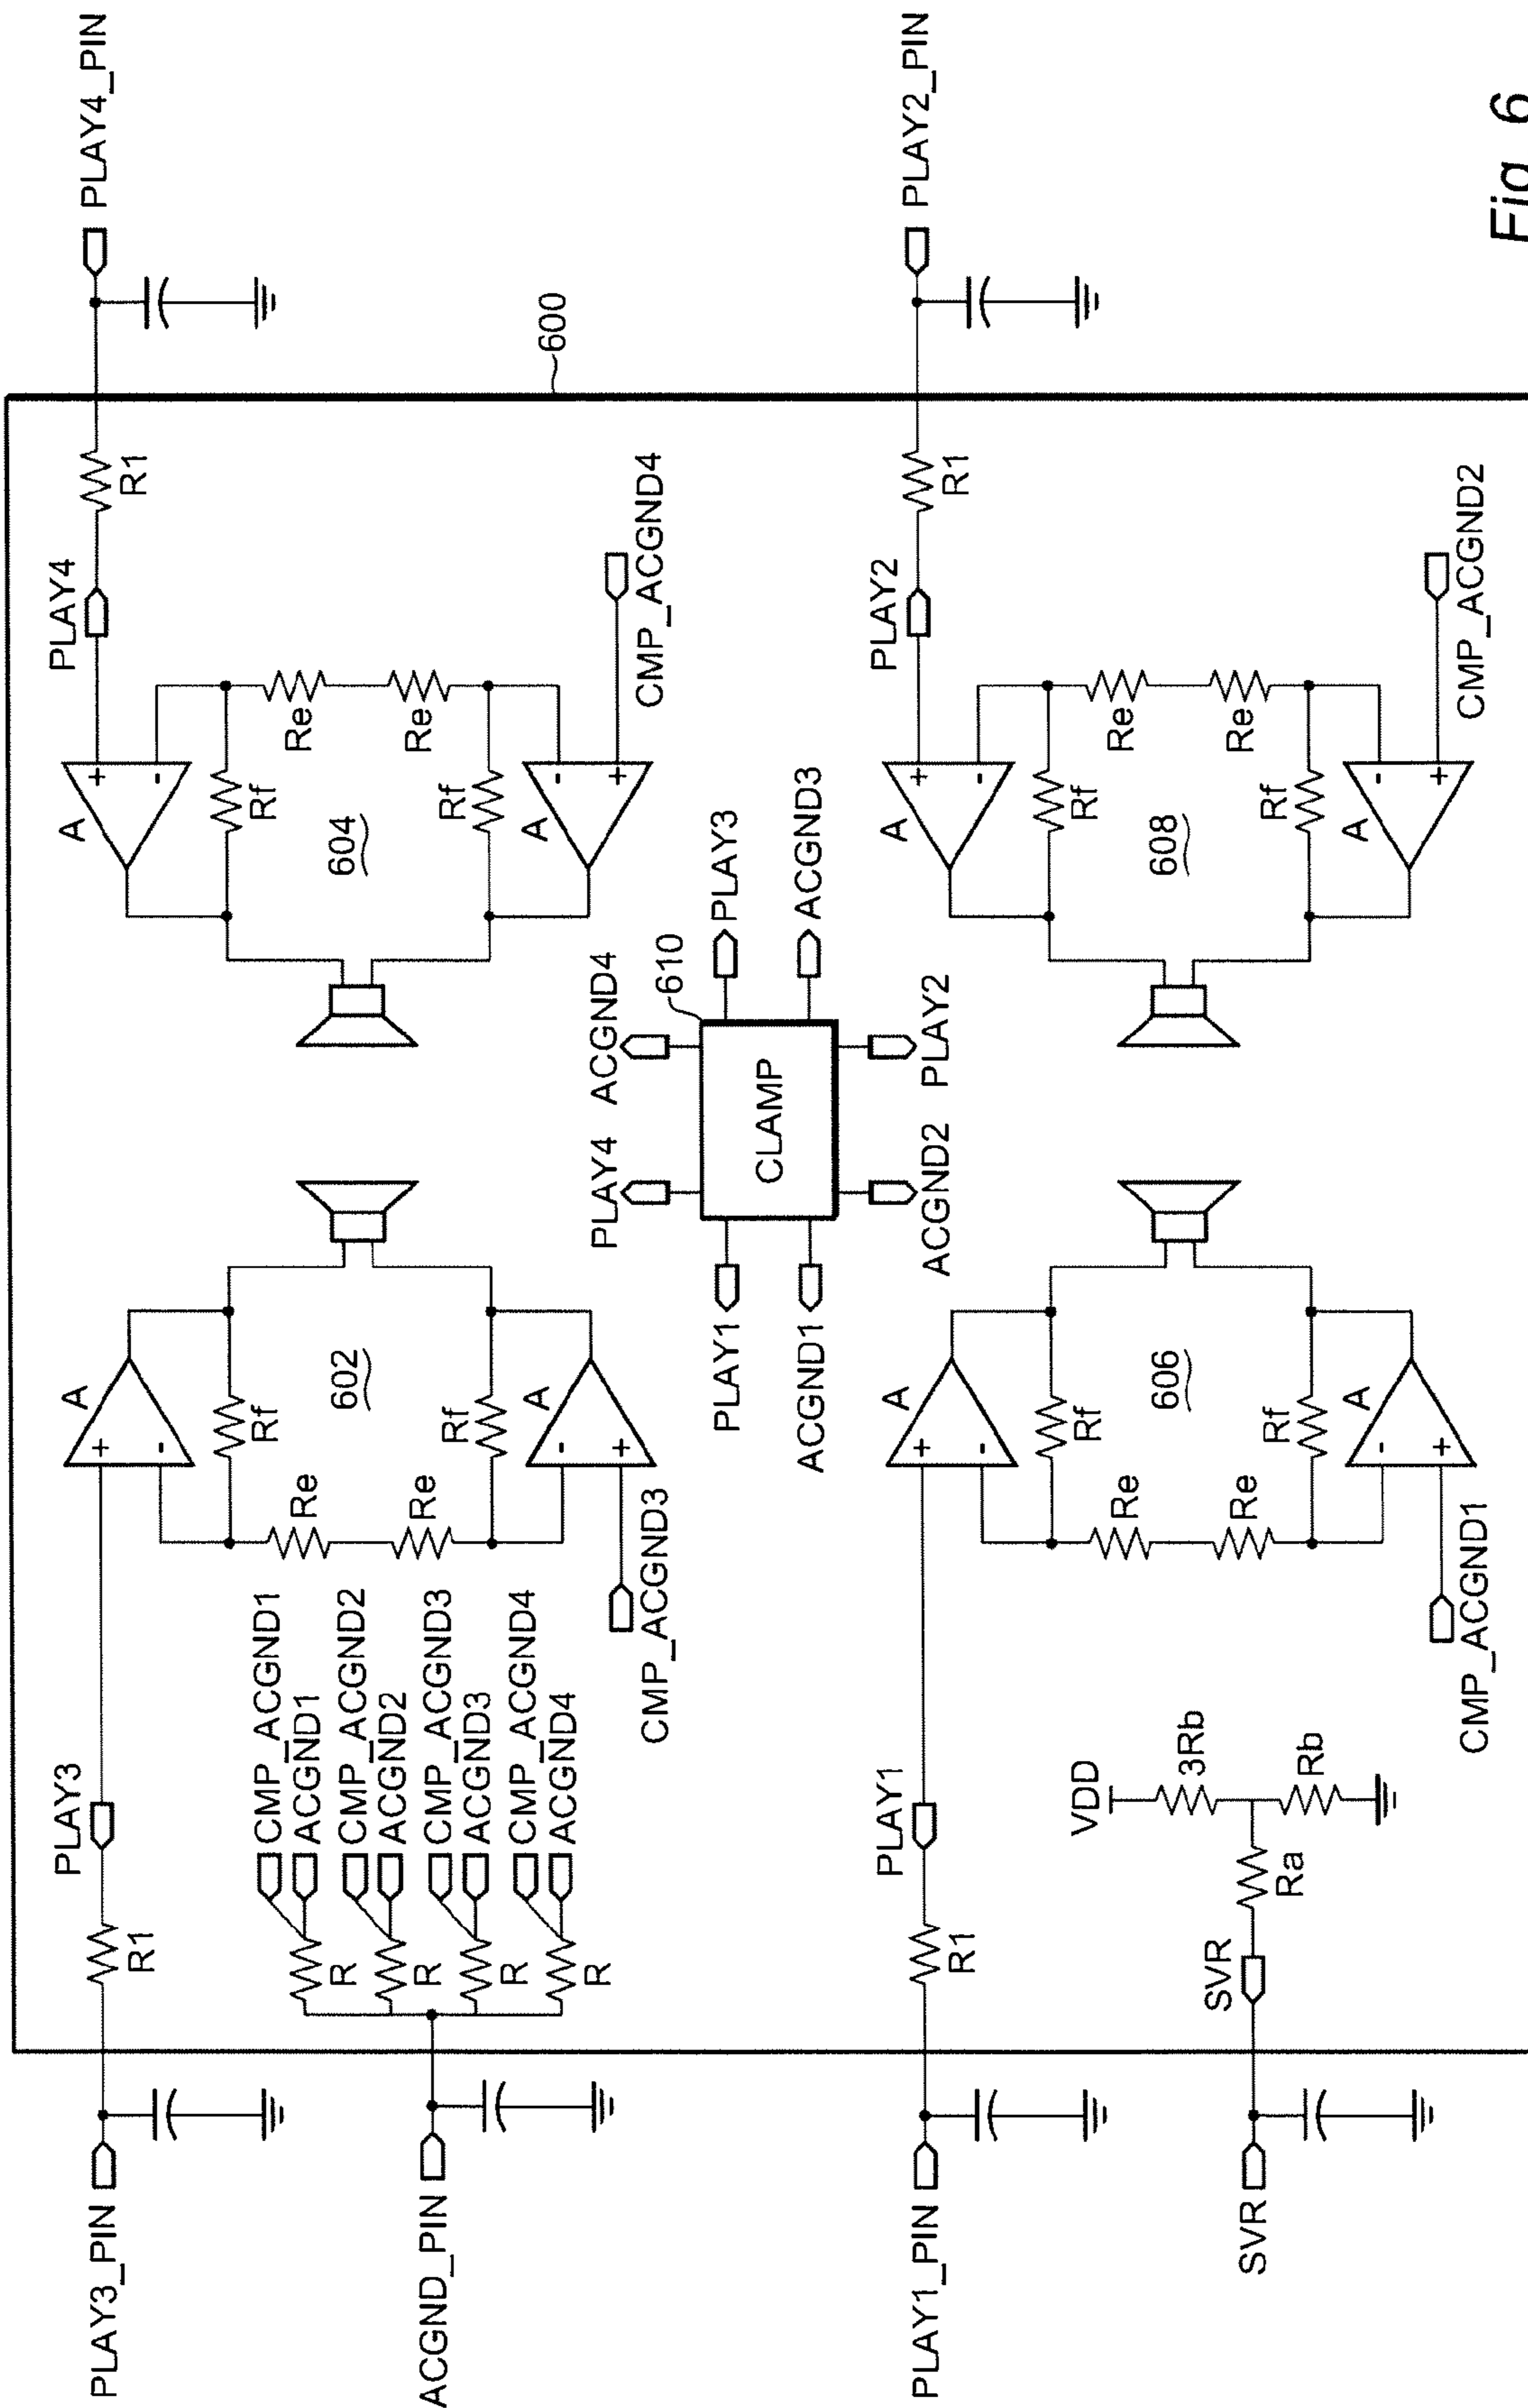 PLAY3_PIN
R1
PLAY3
A
+
-
Rf
Re
Re
602
Rf
-
+
A
CMP_ACGND3
ACGND_PIN
R
R
R
R
CMP_ACGND1
ACGND1
CMP_ACGND2
ACGND2
CMP_ACGND3
ACGND3
CMP_ACGND4
ACGND4
PLAY4
R1
PLAY4_PIN
A
+
-
Rf
Re
Re
604
Rf
-
+
A
CMP_ACGND4
600
PLAY4
ACGND4
610
PLAY1
PLAY3
CLAMP
ACGND1
ACGND3
ACGND2
PLAY2
PLAY1_PIN
R1
PLAY1
A
+
-
Rf
Re
Re
606
Rf
-
+
A
CMP_ACGND1
SVR
SVR
Ra
VDD
3Rb
Rb
PLAY2
R1
PLAY2_PIN
A
+
-
Rf
Re
Re
608
Rf
-
+
A
CMP_ACGND2
Fig. 6